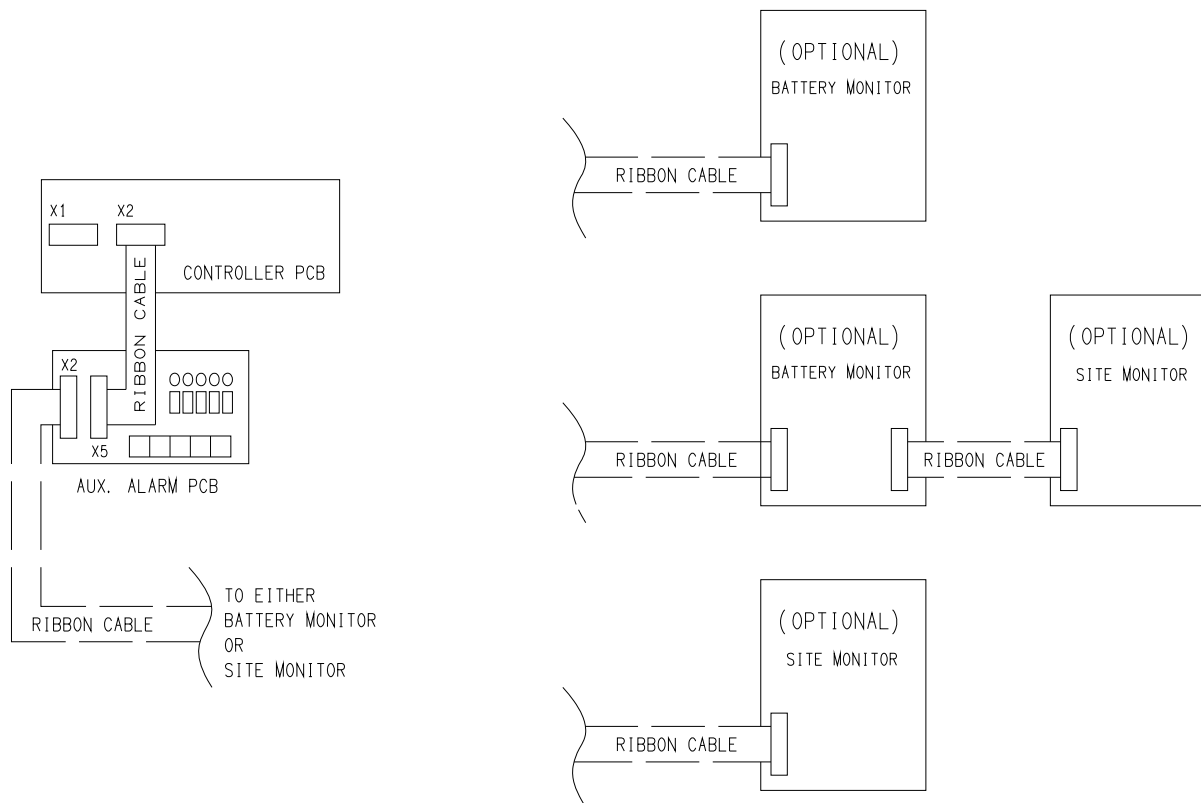 X1
X2
CONTROLLER PCB
RIBBON CABLE
X2
X5
AUX. ALARM PCB
RIBBON CABLE
TO EITHER
BATTERY MONITOR
OR
SITE MONITOR
(OPTIONAL)
BATTERY MONITOR
RIBBON CABLE
(OPTIONAL)
BATTERY MONITOR
RIBBON CABLE
RIBBON CABLE
(OPTIONAL)
SITE MONITOR
(OPTIONAL)
SITE MONITOR
RIBBON CABLE